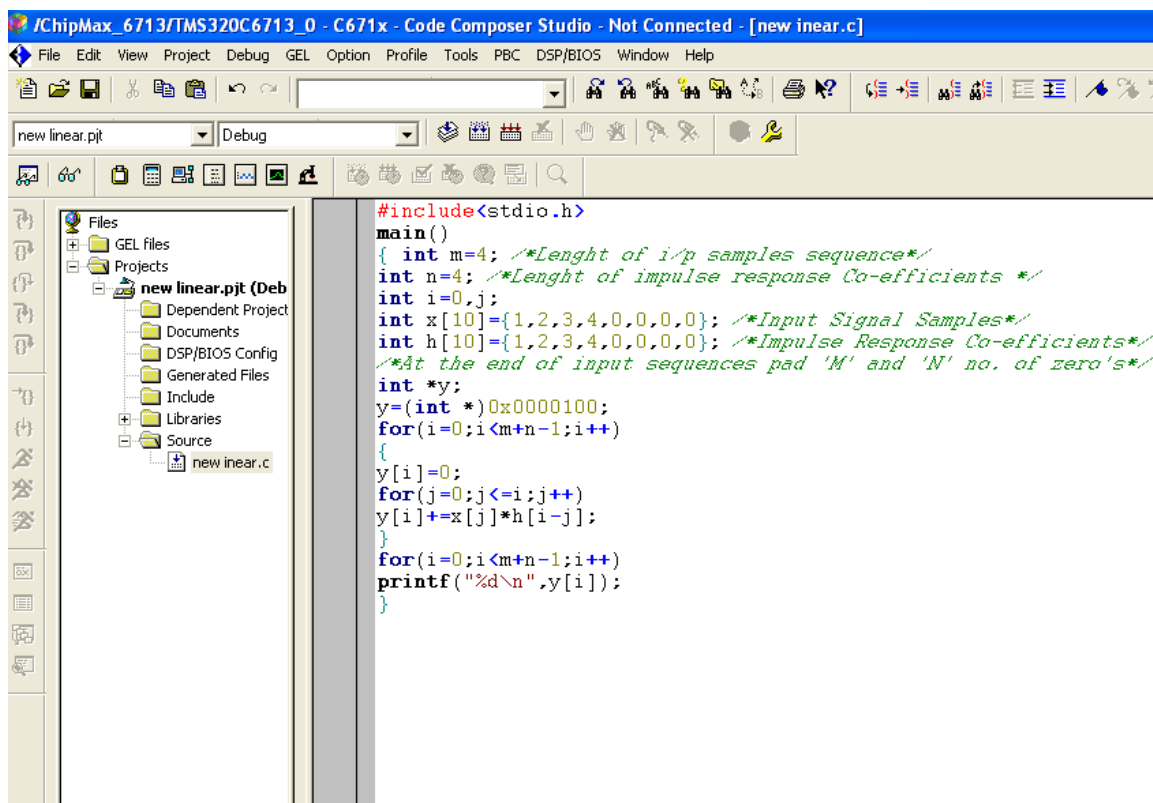 /ChipMax_6713/TMS320C6713_0 - C671x - Code Composer Studio - Not Connected - [new inear.c]
File Edit View Project Debug GEL Option Profile Tools PBC DSP/BIOS Window Help
new linear.pjt Debug
Files
GEL files
Projects
new linear.pjt (Deb
Dependent Project
Documents
DSP/BIOS Config
Generated Files
Include
Libraries
Source
new inear.c
#include<stdio.h>
main()
{ int m=4; /*Lenght of i/p samples sequence*/
int n=4; /*Lenght of impulse response Co-efficients */
int i=0,j;
int x[10]={1,2,3,4,0,0,0,0}; /*Input Signal Samples*/
int h[10]={1,2,3,4,0,0,0,0}; /*Impulse Response Co-efficients*/
/*At the end of input sequences pad 'M' and 'N' no. of zero's*/
int *y;
y=(int *)0x0000100;
for(i=0;i<m+n-1;i++)
{
y[i]=0;
for(j=0;j<=i;j++)
y[i]+=x[j]*h[i-j];
}
for(i=0;i<m+n-1;i++)
printf("%d\n",y[i]);
}